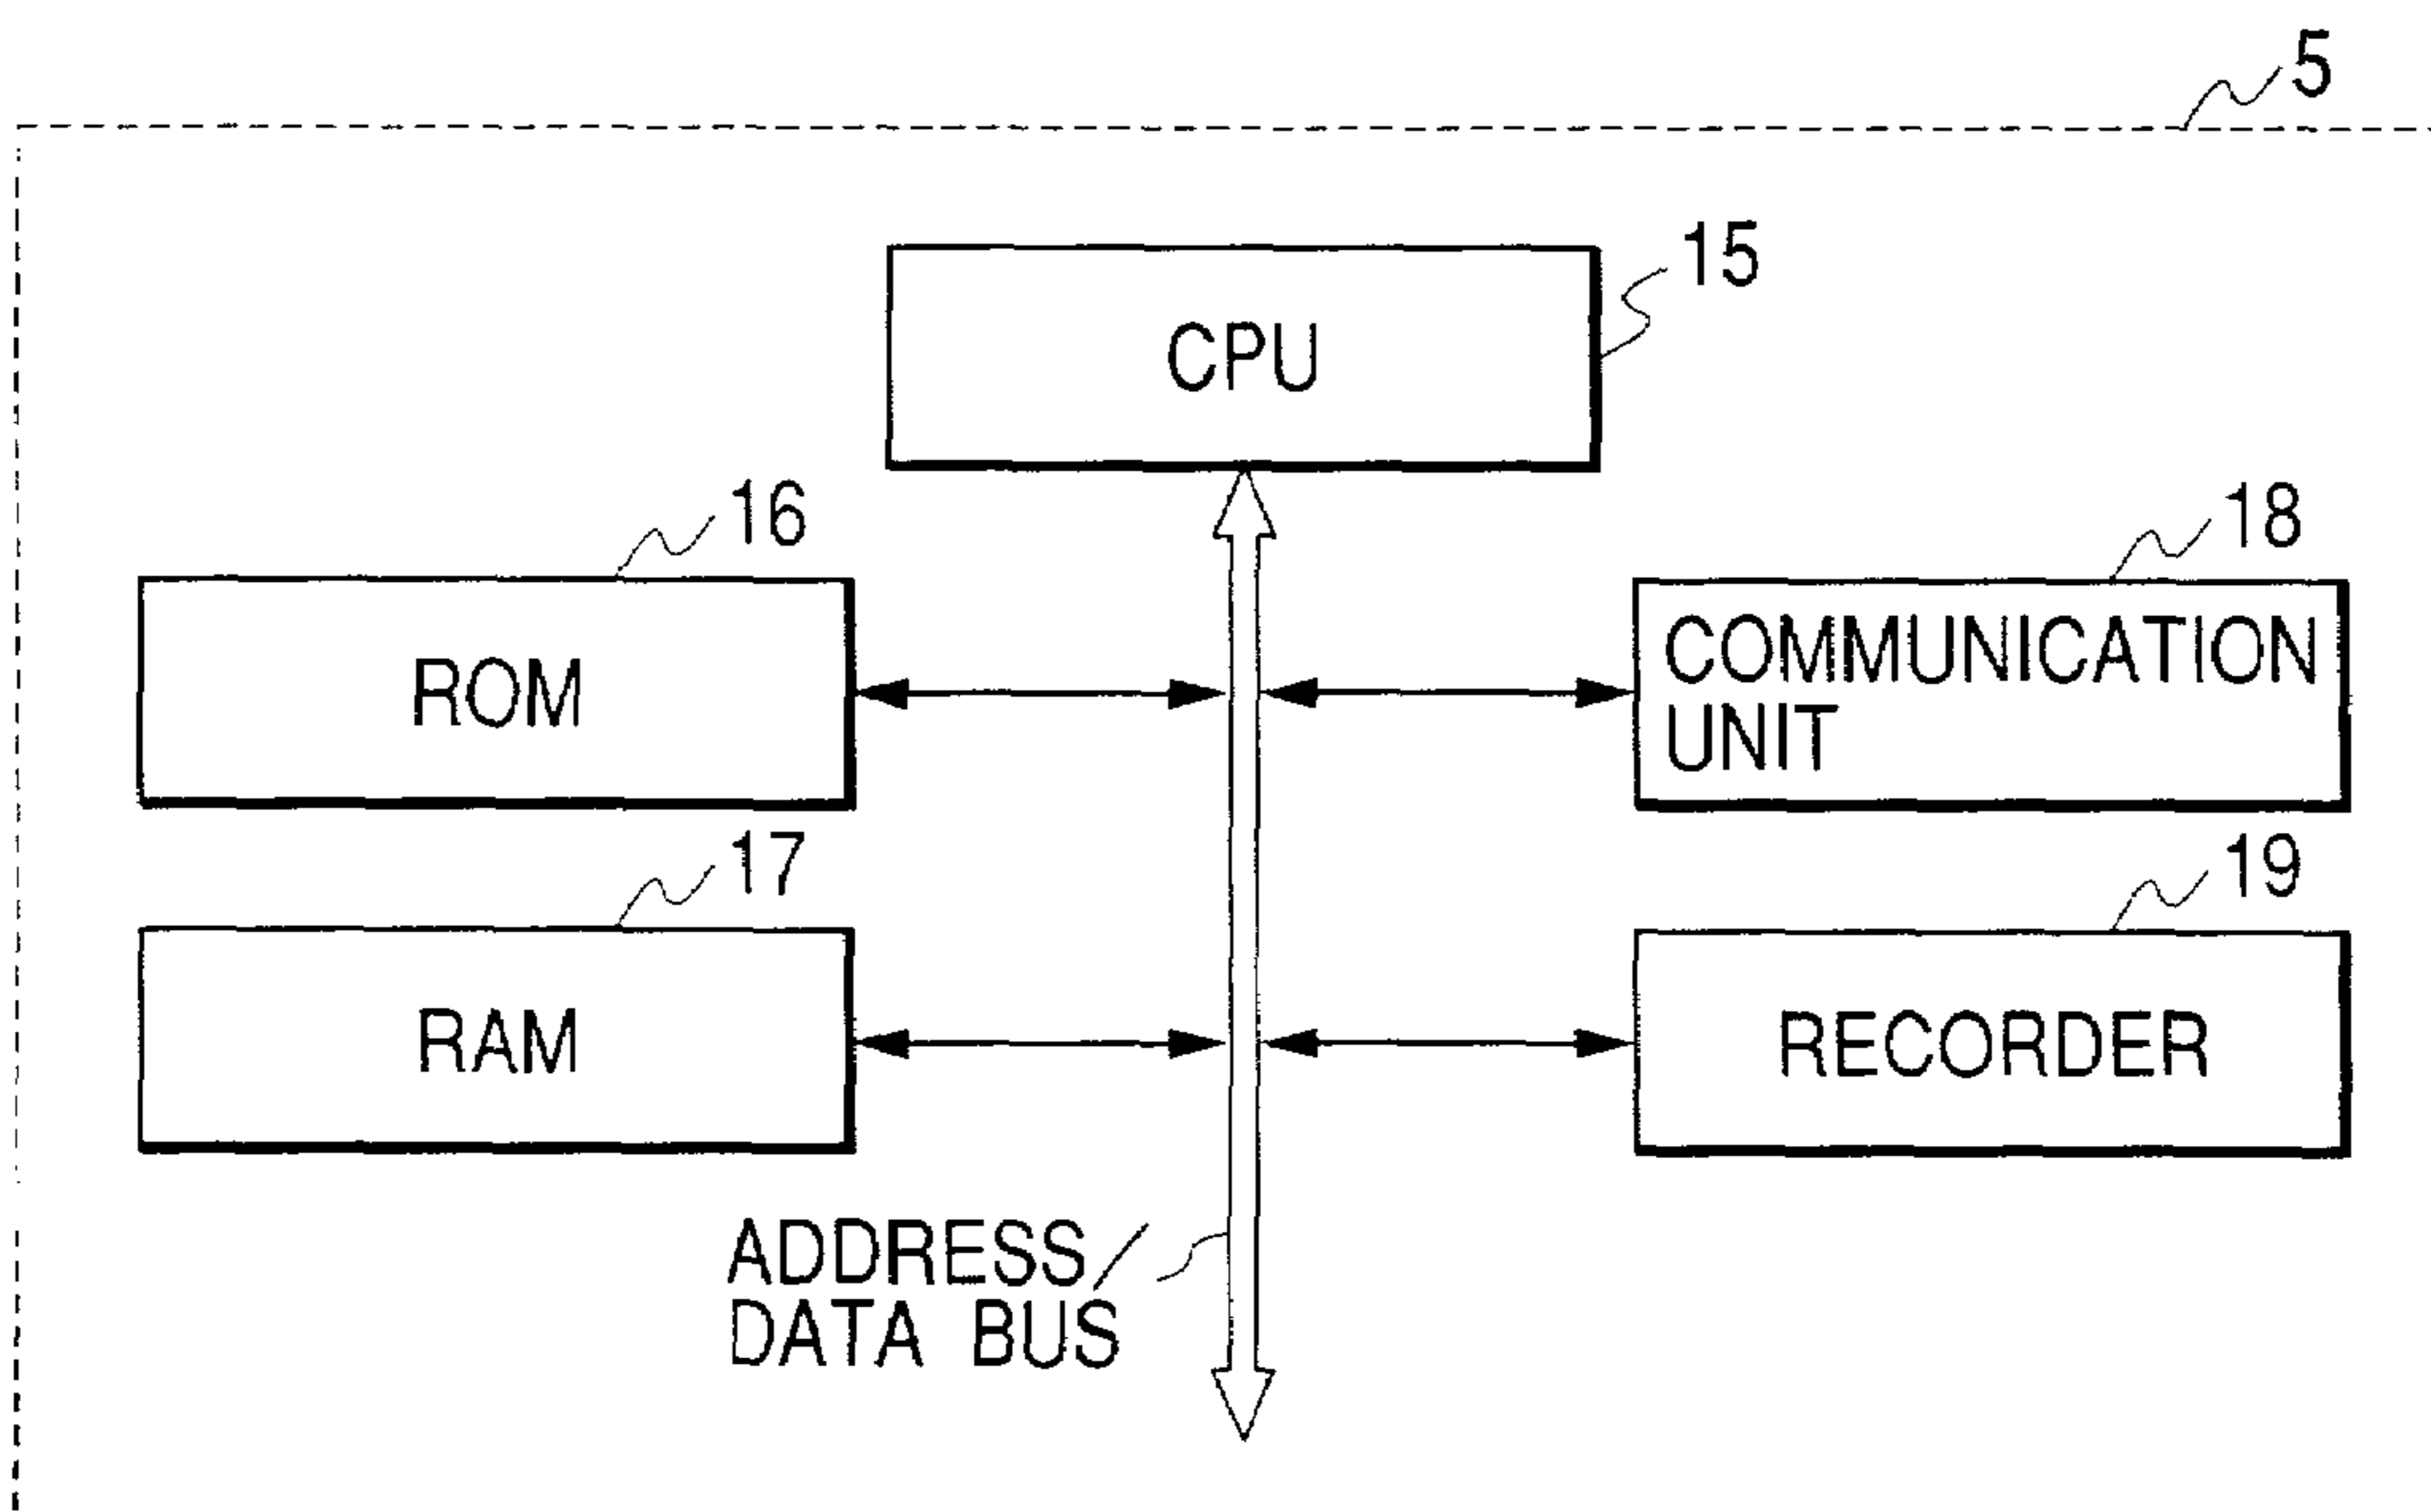 5
15
CPU
16
18
ROM
COMMUNICATION
UNIT
17
19
RAM
RECORDER
ADDRESS/
DATA BUS